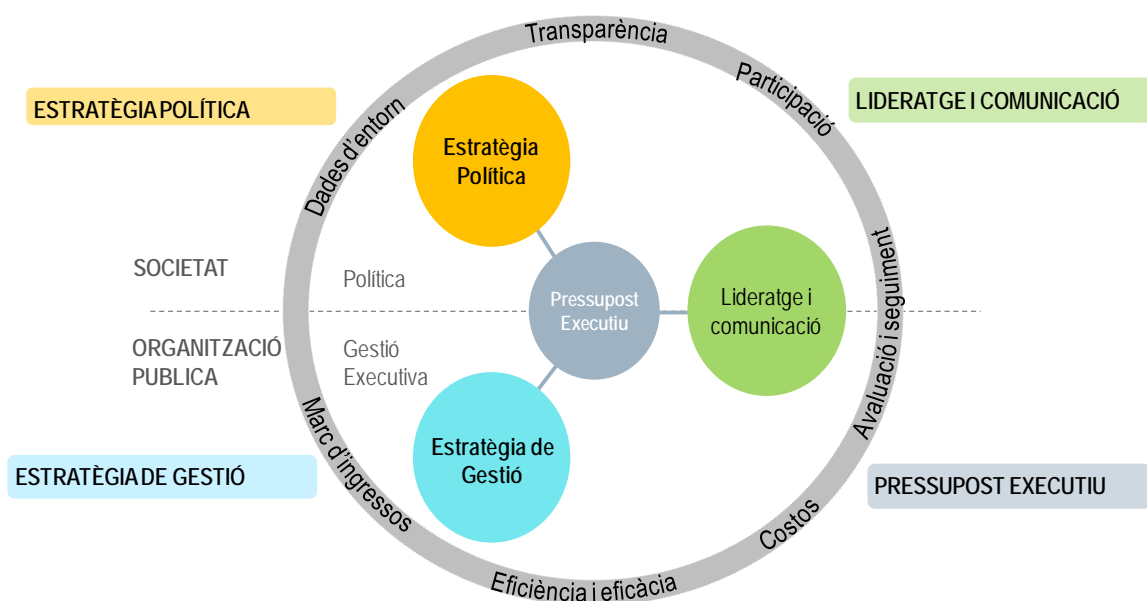 Transparència
Participació
ESTRATÈGIA POLÍTICA
LIDERATGE I COMUNICACIÓ
Dades d'entorn
Estratègia
Política
Avaluació i seguiment
SOCIETAT
Política
Pressupost
Executiu
Lideratge i
comunicació
ORGANITZACIÓ
PUBLICA
Gestió
Executiva
Marc d'ingressos
Estratègia de
Gestió
ESTRATÈGIA DE GESTIÓ
PRESSUPOST EXECUTIU
Costos
Eficiència i eficàcia